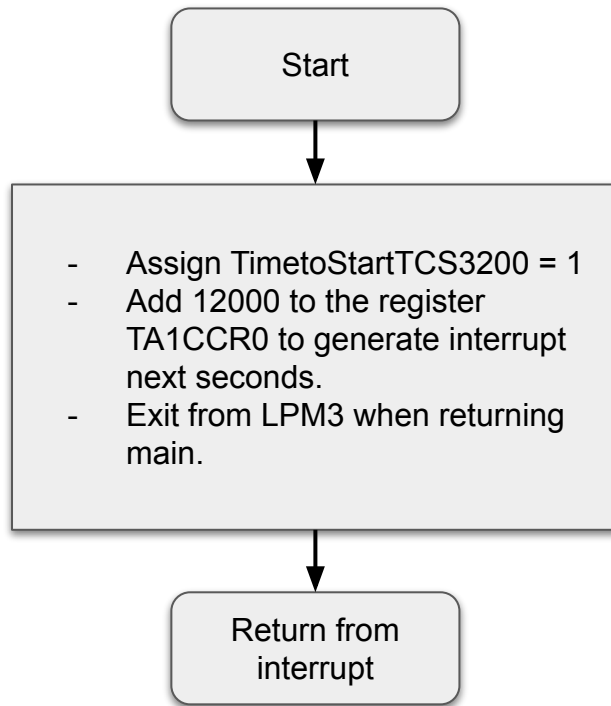 Start
- Assign TimetoStartTCS3200 = 1
- Add 12000 to the register
TA1CCR0 to generate interrupt
next seconds.
- Exit from LPM3 when returning
main.
Return from
interrupt